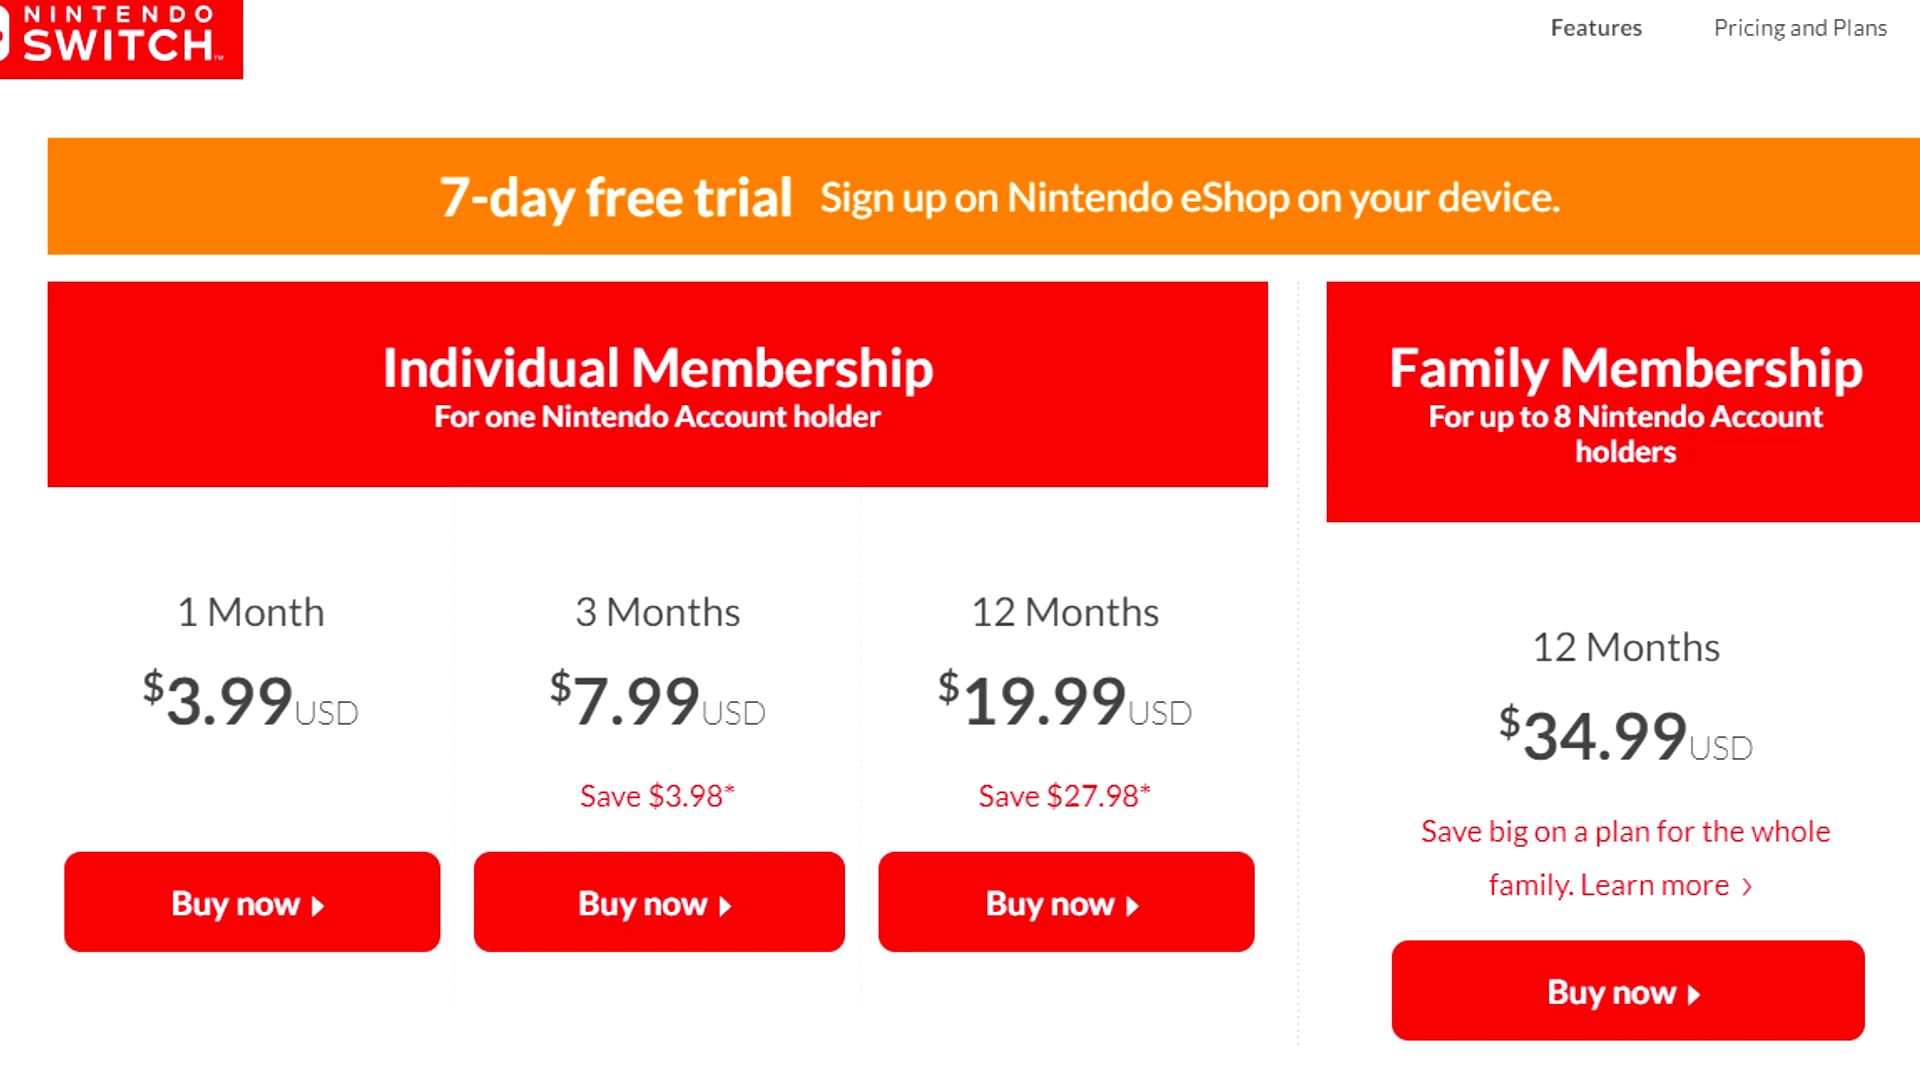 NINTENDO
SWITCH™
Features
Pricing and Plans
7-day free trial Sign up on Nintendo eShop on your device.
Individual Membership
For one Nintendo Account holder
1 Month
$3.99USD
Buy now
3 Months
$7.99USD
Save $3.98*
Buy now
12 Months
$19.99USD
Save $27.98*
Buy now
Family Membership
For up to 8 Nintendo Account
holders
12 Months
$34.99USD
Save big on a plan for the whole
family. Learn more >
Buy now